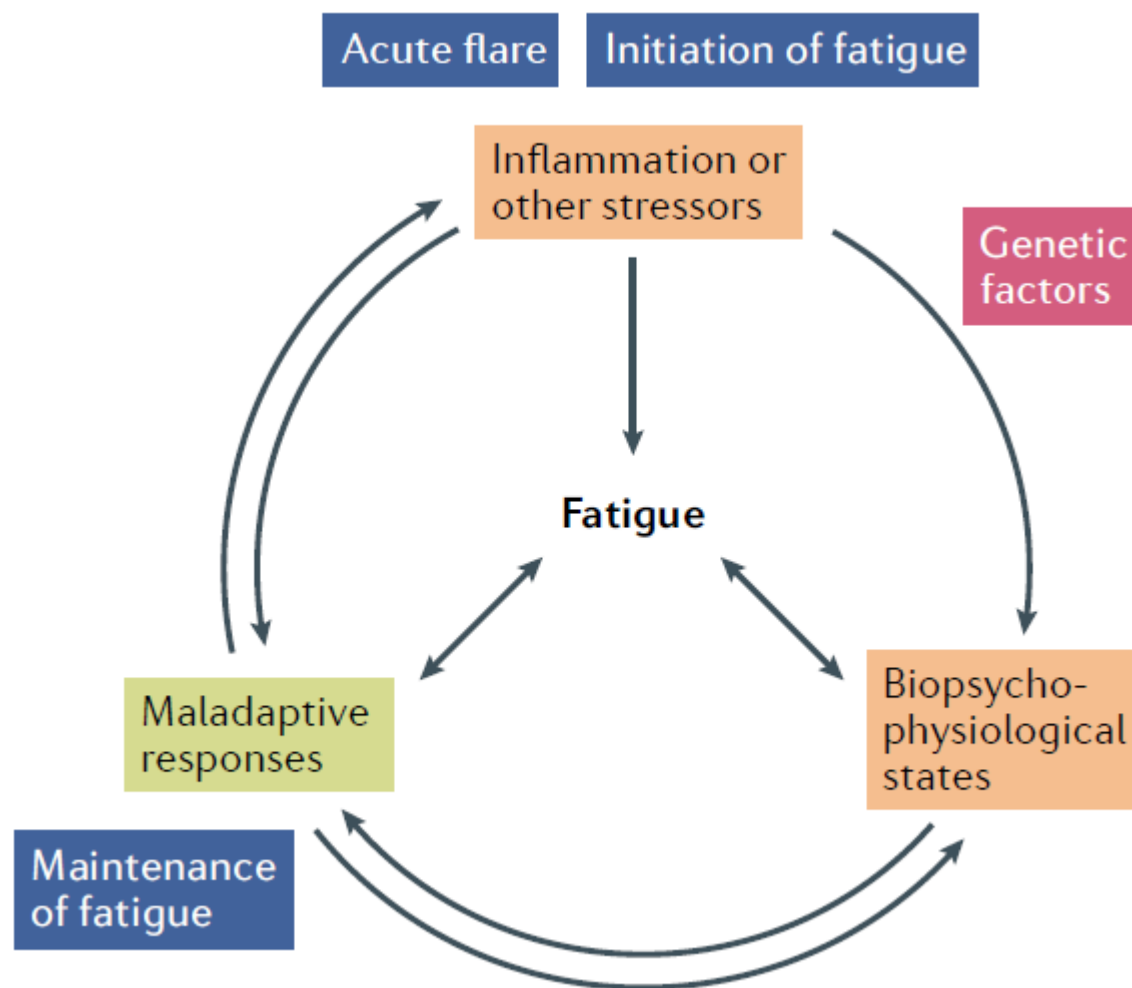 Acute flare
Initiation of fatigue
Inflammation or
other stressors
Genetic
factors
Fatigue
Maladaptive
responses
Biopsycho-
physiological
states
Maintenance
of fatigue